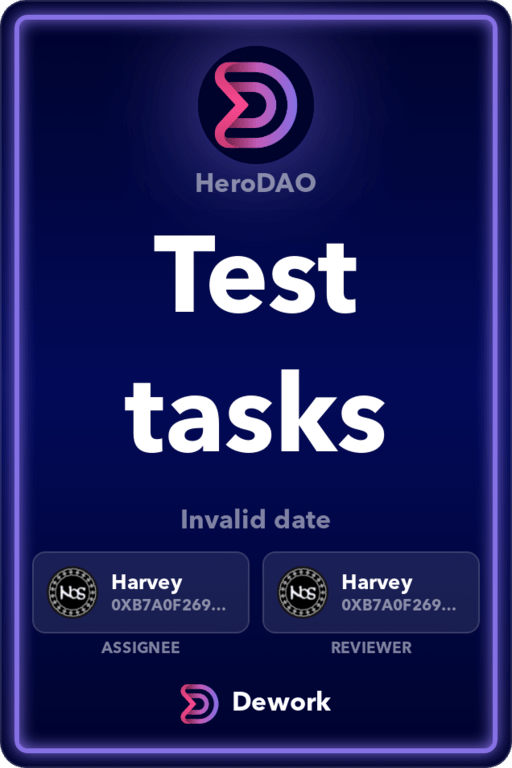 HeroDAO
Test
tasks
Invalid date
Harvey
0XB7A0F269...
ASSIGNEE
Harvey
0XB7A0F269...
REVIEWER
Dework